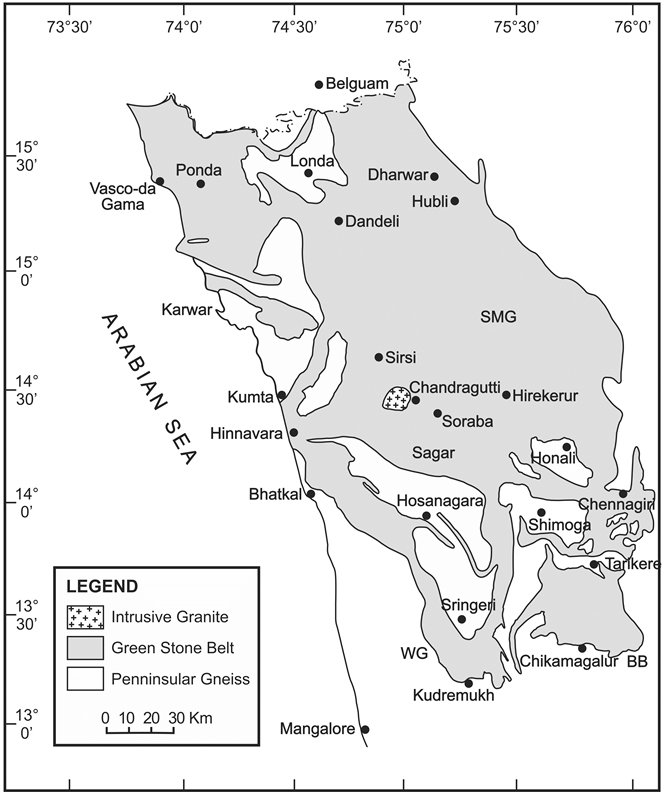 73°30' 74°0' 74°30' 75°0' 75°30' 76°0'
Belguam
15°
30'
Londa
Ponda
Dharwar
Vasco-da
Gama
Hubli
Dandeli
15°
0'
Karwar
SMG
ARABIAN SEA
Sirsi
14°
30'
Chandragutti
Kumta
Hirekerur
Soraba
Hinnavara
Sagar
Honali
14°
0'
Bhatkal
Hosanagara
Chennagiri
Shimoga
Tarikere
LEGEND
Intrusive Granite
Green Stone Belt
Penninsular Gneiss
0 10 20 30 Km
13°
30'
Sringeri
WG
Chikamagalur BB
Kudremukh
13°
0'
Mangalore